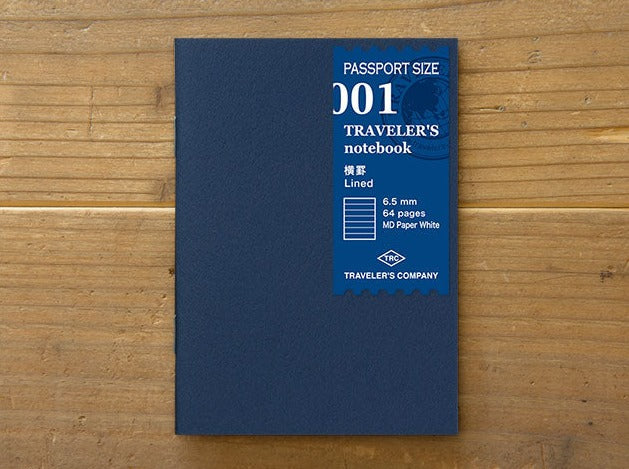 PASSPORT SIZE
001
TRAVELER'S
notebook
横罫
Lined
6.5 mm
64 pages
MD Paper White
TRC
TRAVELER'S COMPANY